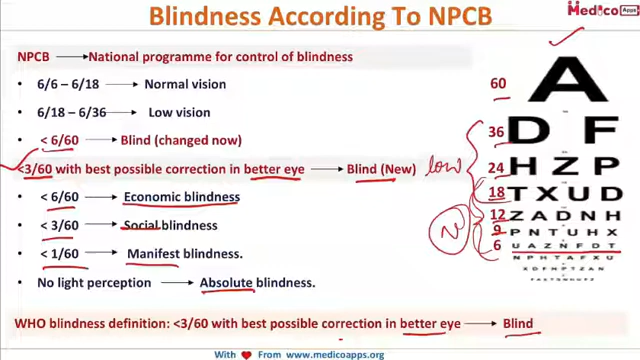 Blindness According To NPCB
Medico Apps
NPCB → National programme for control of blindness
• 6/6 – 6/18 → Normal vision
• 6/18 – 6/36 → Low vision
• < 6/60 → Blind (changed now)
<3/60 with best possible correction in better eye → Blind (New)
• < 6/60 → Economic blindness
• < 3/60 → Social blindness
• < 1/60 → Manifest blindness.
• No light perception → Absolute blindness.
WHO blindness definition: <3/60 with best possible correction in better eye → Blind
60 A
36 D F
24 H Z P
18 T X U D
12 Z A D N H
9 P N T U H X
6 U A Z N F D T
N P H T A F X U
X D F H P T Z A N
low
With ♥ From www.medicoapps.org